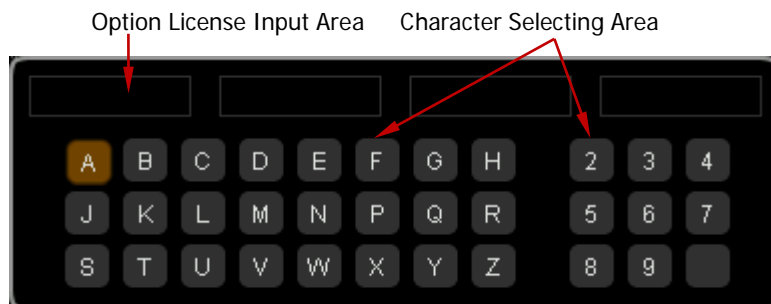 Option License Input Area Character Selecting Area
A B C D E F G H 2 3 4
J K L M N P Q R 5 6 7
S T U V W X Y Z 8 9